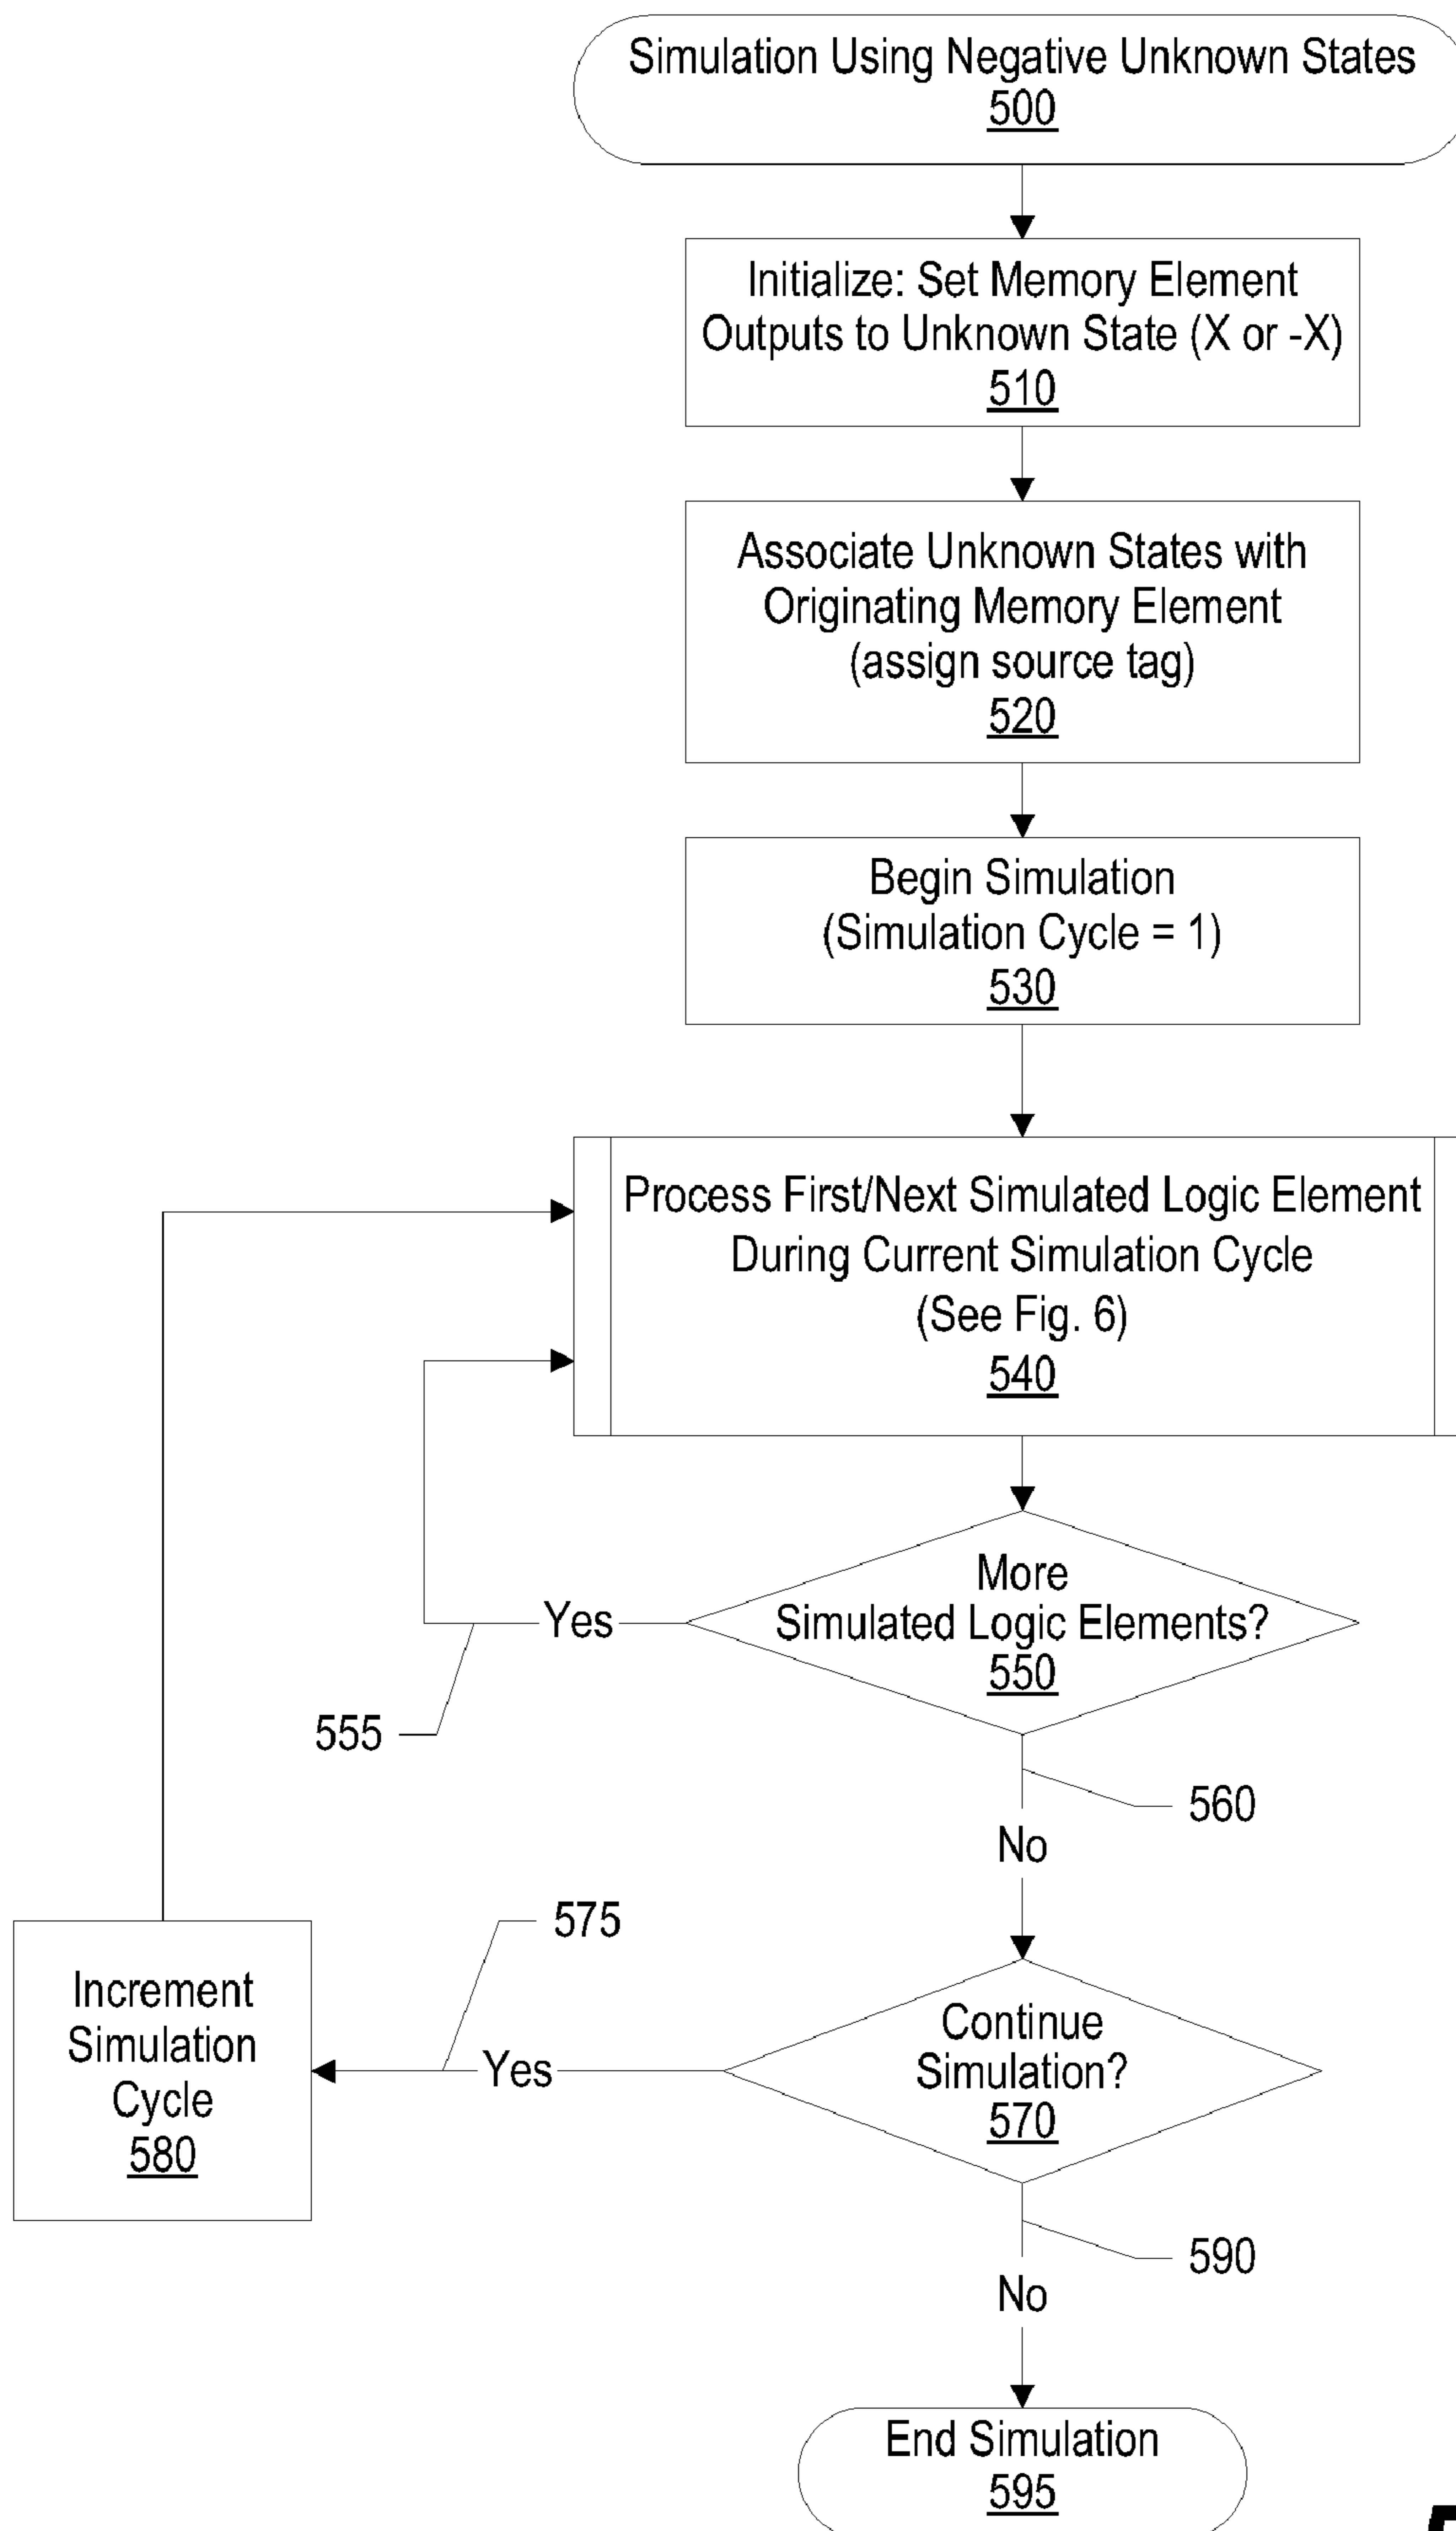 Simulation Using Negative Unknown States
500
Initialize: Set Memory Element
Outputs to Unknown State (X or -X)
510
Associate Unknown States with
Originating Memory Element
(assign source tag)
520
Begin Simulation
(Simulation Cycle = 1)
530
Process First/Next Simulated Logic Element
During Current Simulation Cycle
(See Fig. 6)
540
More
Simulated Logic Elements?
550
Yes
555
560
No
575
Continue
Simulation?
570
Yes
Increment
Simulation
Cycle
580
590
No
End Simulation
595